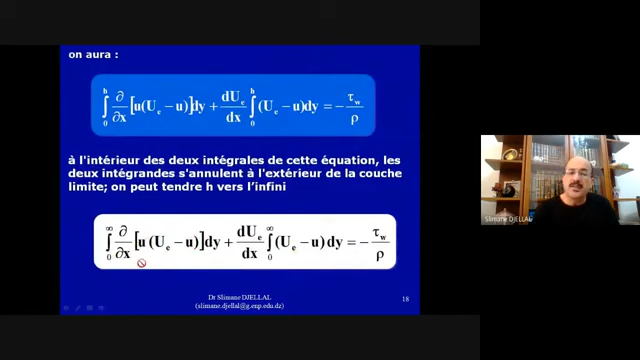 on aura :
∫₀ʰ ∂/∂x [u(Uₑ − u)]dy + dUₑ/dx ∫₀ʰ (Uₑ − u)dy = − τw/ρ
à l'intérieur des deux intégrales de cette équation, les
deux intégrandes s'annulent à l'extérieur de la couche
limite; on peut tendre h vers l'infini
∫₀^∞ ∂/∂x [u (Uₑ − u)]dy + dUₑ/dx ∫₀^∞ (Uₑ − u) dy = − τw/ρ
Dr Slimane DJELLAL
(slimane.djellal@g.enp.edu.dz)
18
Slimane DJELLAL